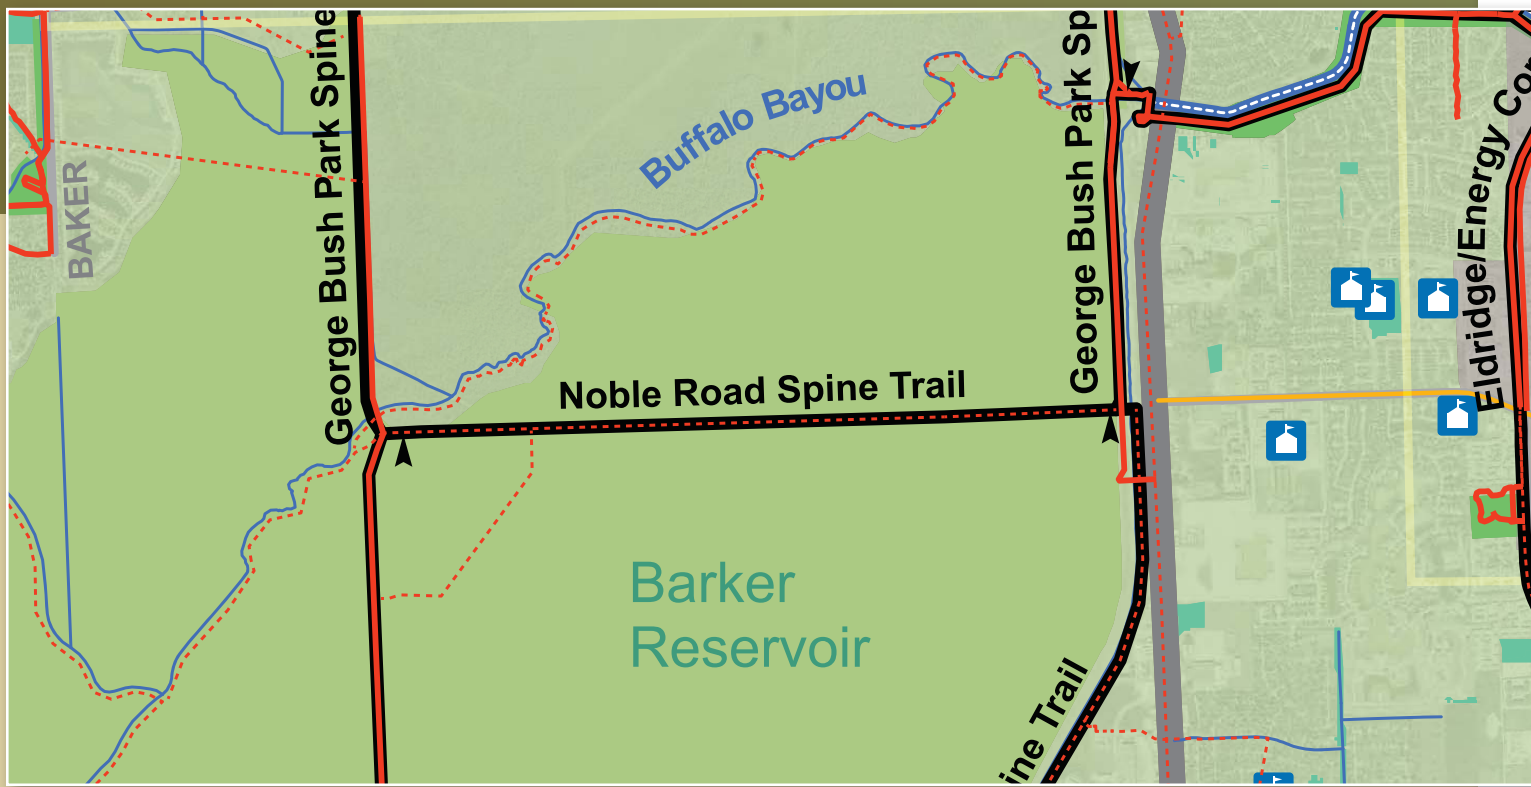 George Bush Park Spine
George Bush Park Sp
Buffalo Bayou
Eldridge/Energy Cor
BAKER
Noble Road Spine Trail
Barker
Reservoir
ine Trail